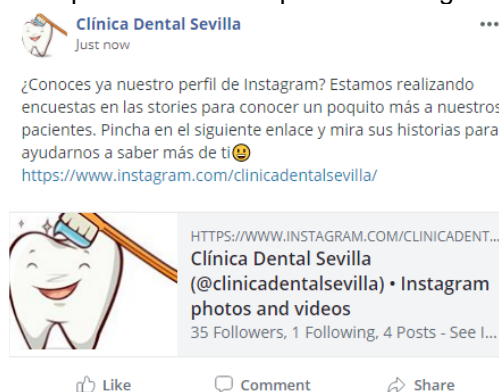 Clínica Dental Sevilla
Just now
¿Conoces ya nuestro perfil de Instagram? Estamos realizando
encuestas en las stories para conocer un poquito más a nuestros
pacientes. Pincha en el siguiente enlace y mira sus historias para
ayudarnos a saber más de ti😀
https://www.instagram.com/clinicadentalsevilla/
HTTPS://WWW.INSTAGRAM.COM/CLINICADENT...
Clínica Dental Sevilla
(@clinicadentalsevilla) • Instagram
photos and videos
35 Followers, 1 Following, 4 Posts - See I...
Like Comment Share